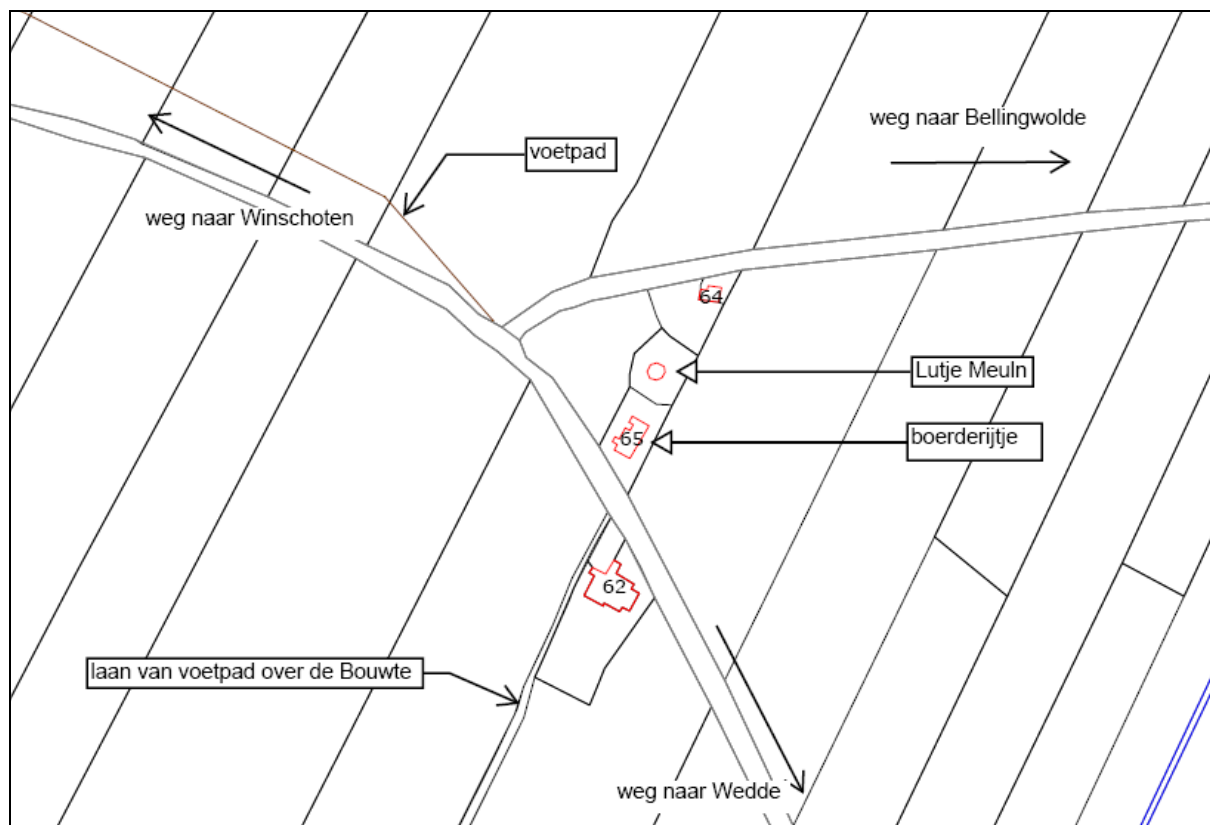 weg naar Bellingwolde
voetpad
weg naar Winschoten
64
Lutje Meuln
65
boerderijtje
62
laan van voetpad over de Bouwte
weg naar Wedde